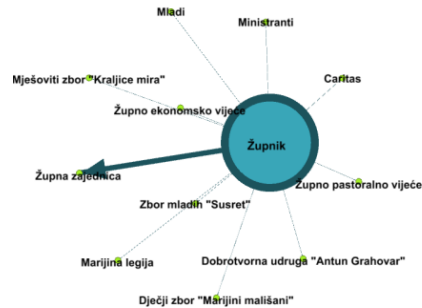 Mladi
Ministranti
Mješoviti zbor "Kraljice mira"
Caritas
Župno ekonomsko vijeće
Župnik
Župna zajednica
Župno pastoralno vijeće
Zbor mladih "Susret"
Marijina legija
Dobrotvorna udruga "Antun Grahovar"
Dječji zbor "Marijini mališani"